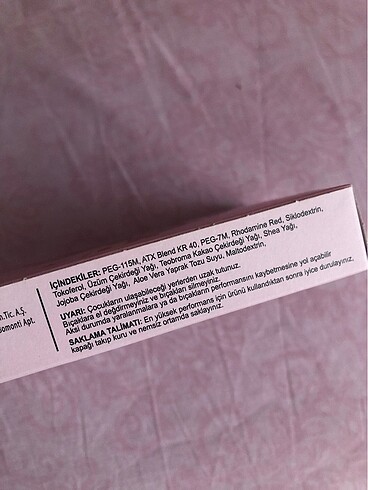 İÇİNDEKİLER: PEG-115M, ATX Blend KR 40, PEG-7M, Rhodamine Red, Siklodextrin,
Tokoferol, Üzüm Çekirdeği Yağı, Teobroma Kakao Çekirdeği Yağı, Shea Yağı,
Jojoba Çekirdeği Yağı, Aloe Vera Yaprak Tozu Suyu, Maltodextrin,
UYARI: Çocukların ulaşabileceği yerlerden uzak tutunuz.
Bıçaklara el değdirmeyiniz ve bıçakları silmeyiniz.
Aksi durumda yaralanmalara ya da bıçakların performansını kaybetmesine yol açabilir
SAKLAMA TALİMATI: En yüksek performans için ürünü kullandıktan sonra iyice durulayınız,
kapağı takıp kuru ve nemsiz ortamda saklayınız.
.Tic. A.Ş.
omonti Apt.